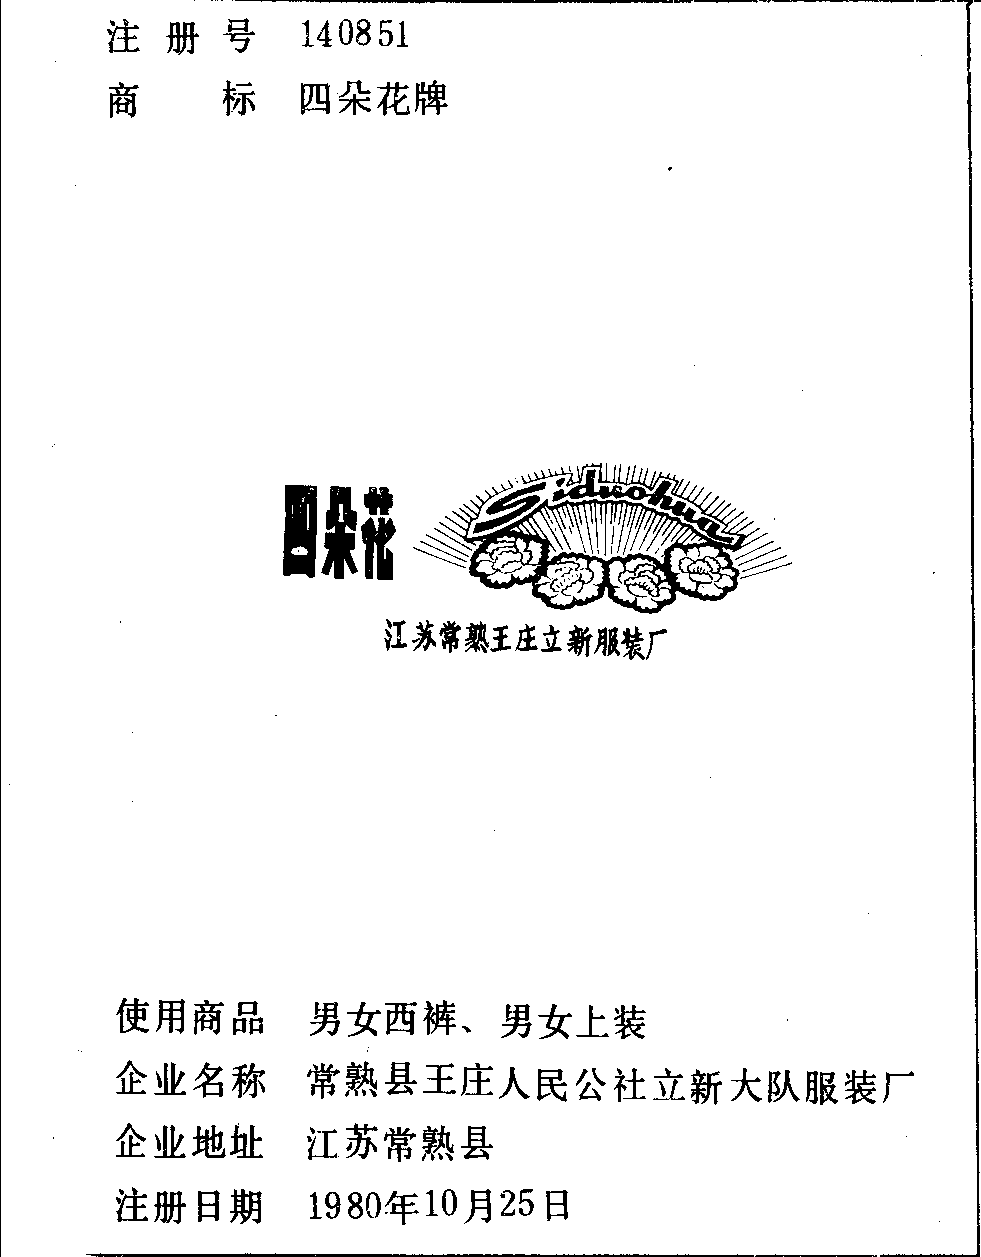 注册号 140851
商标 四朵花牌
四朵花 Siduohua
江苏常熟王庄立新服装厂
使用商品 男女西裤、男女上装
企业名称 常熟县王庄人民公社立新大队服装厂
企业地址 江苏常熟县
注册日期 1980年10月25日